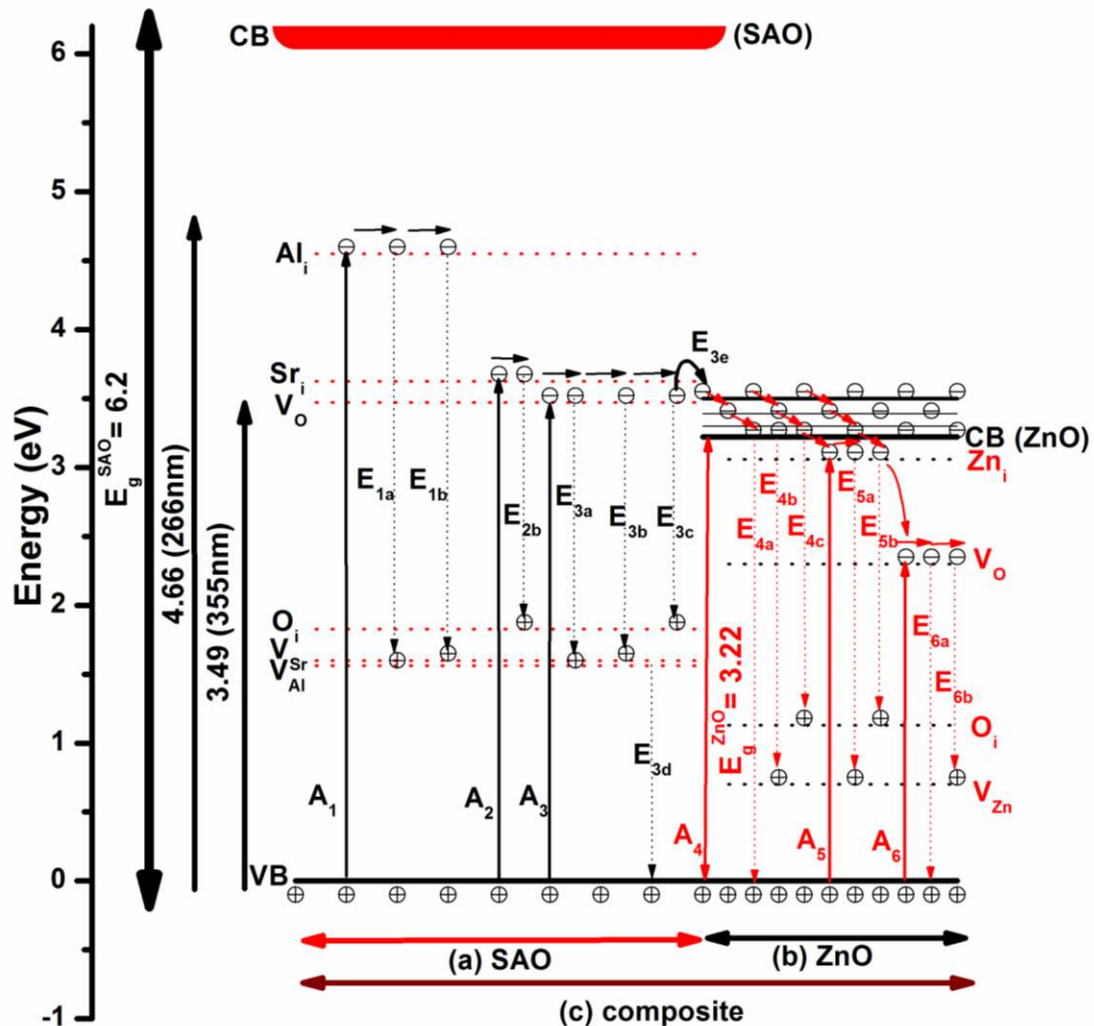 CB (SAO)
6
5
4
3
2
1
0
-1
Energy (eV)
E_g^SAO = 6.2
4.66 (266nm)
3.49 (355nm)
Al_i
Sr_i
V_O
O_i
V_Sr
V_Al
VB
E_1a
E_1b
E_2b
E_3a
E_3b
E_3c
E_3d
E_3e
A_1
A_2
A_3
CB (ZnO)
Zn_i
V_O
O_i
V_Zn
E_4a
E_4b
E_4c
E_5a
E_5b
E_6a
E_6b
E_g^ZnO = 3.22
A_4
A_5
A_6
(a) SAO
(b) ZnO
(c) composite